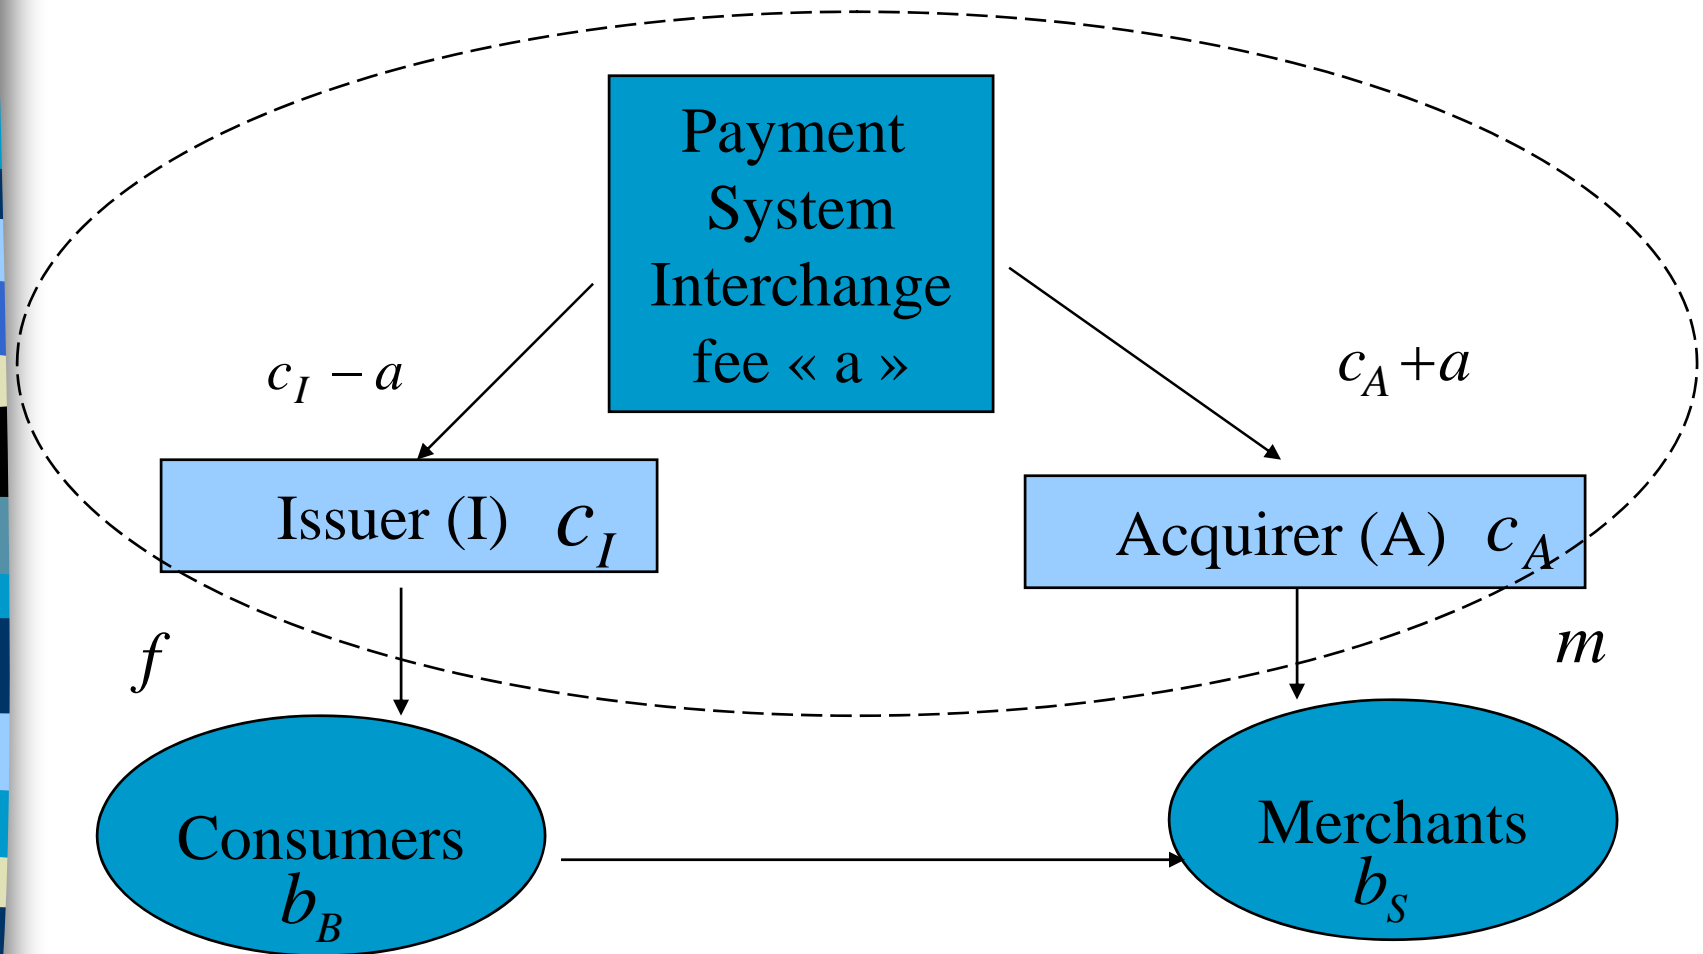 Payment
System
Interchange
fee « a »
c_I − a
c_A + a
Issuer (I) c_I
Acquirer (A) c_A
f
m
Consumers
b_B
Merchants
b_S